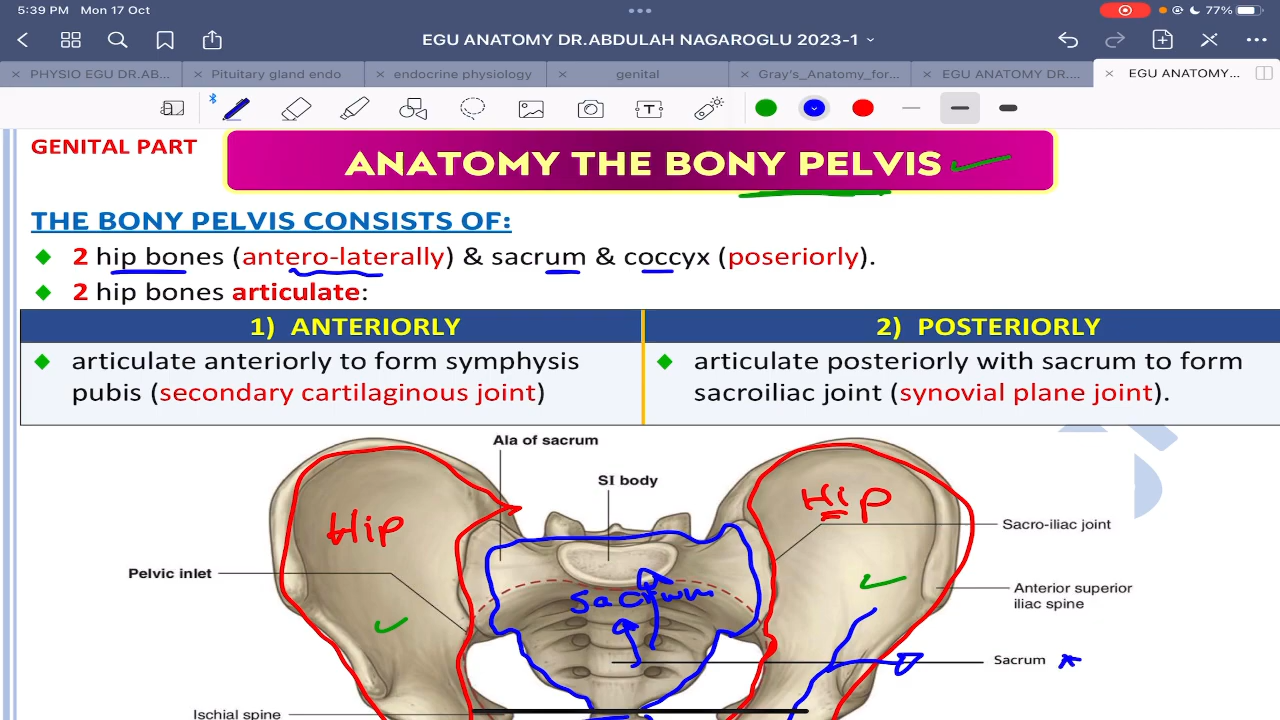 5:39 PM Mon 17 Oct
77%
EGU ANATOMY DR.ABDULAH NAGAROGLU 2023-1
PHYSIO EGU DR.AB...
Pituitary gland endo
endocrine physiology
genital
Gray's_Anatomy_for...
EGU ANATOMY DR....
EGU ANATOMY...
T
GENITAL PART
ANATOMY THE BONY PELVIS
THE BONY PELVIS CONSISTS OF:
2 hip bones (antero-laterally) & sacrum & coccyx (poseriorly).
2 hip bones articulate:
1) ANTERIORLY
2) POSTERIORLY
articulate anteriorly to form symphysis
pubis (secondary cartilaginous joint)
articulate posteriorly with sacrum to form
sacroiliac joint (synovial plane joint).
Ala of sacrum
SI body
Hip
Hip
Sacro-iliac joint
Pelvic inlet
Anterior superior
iliac spine
Sacrum
Sacrum
Ischial spine